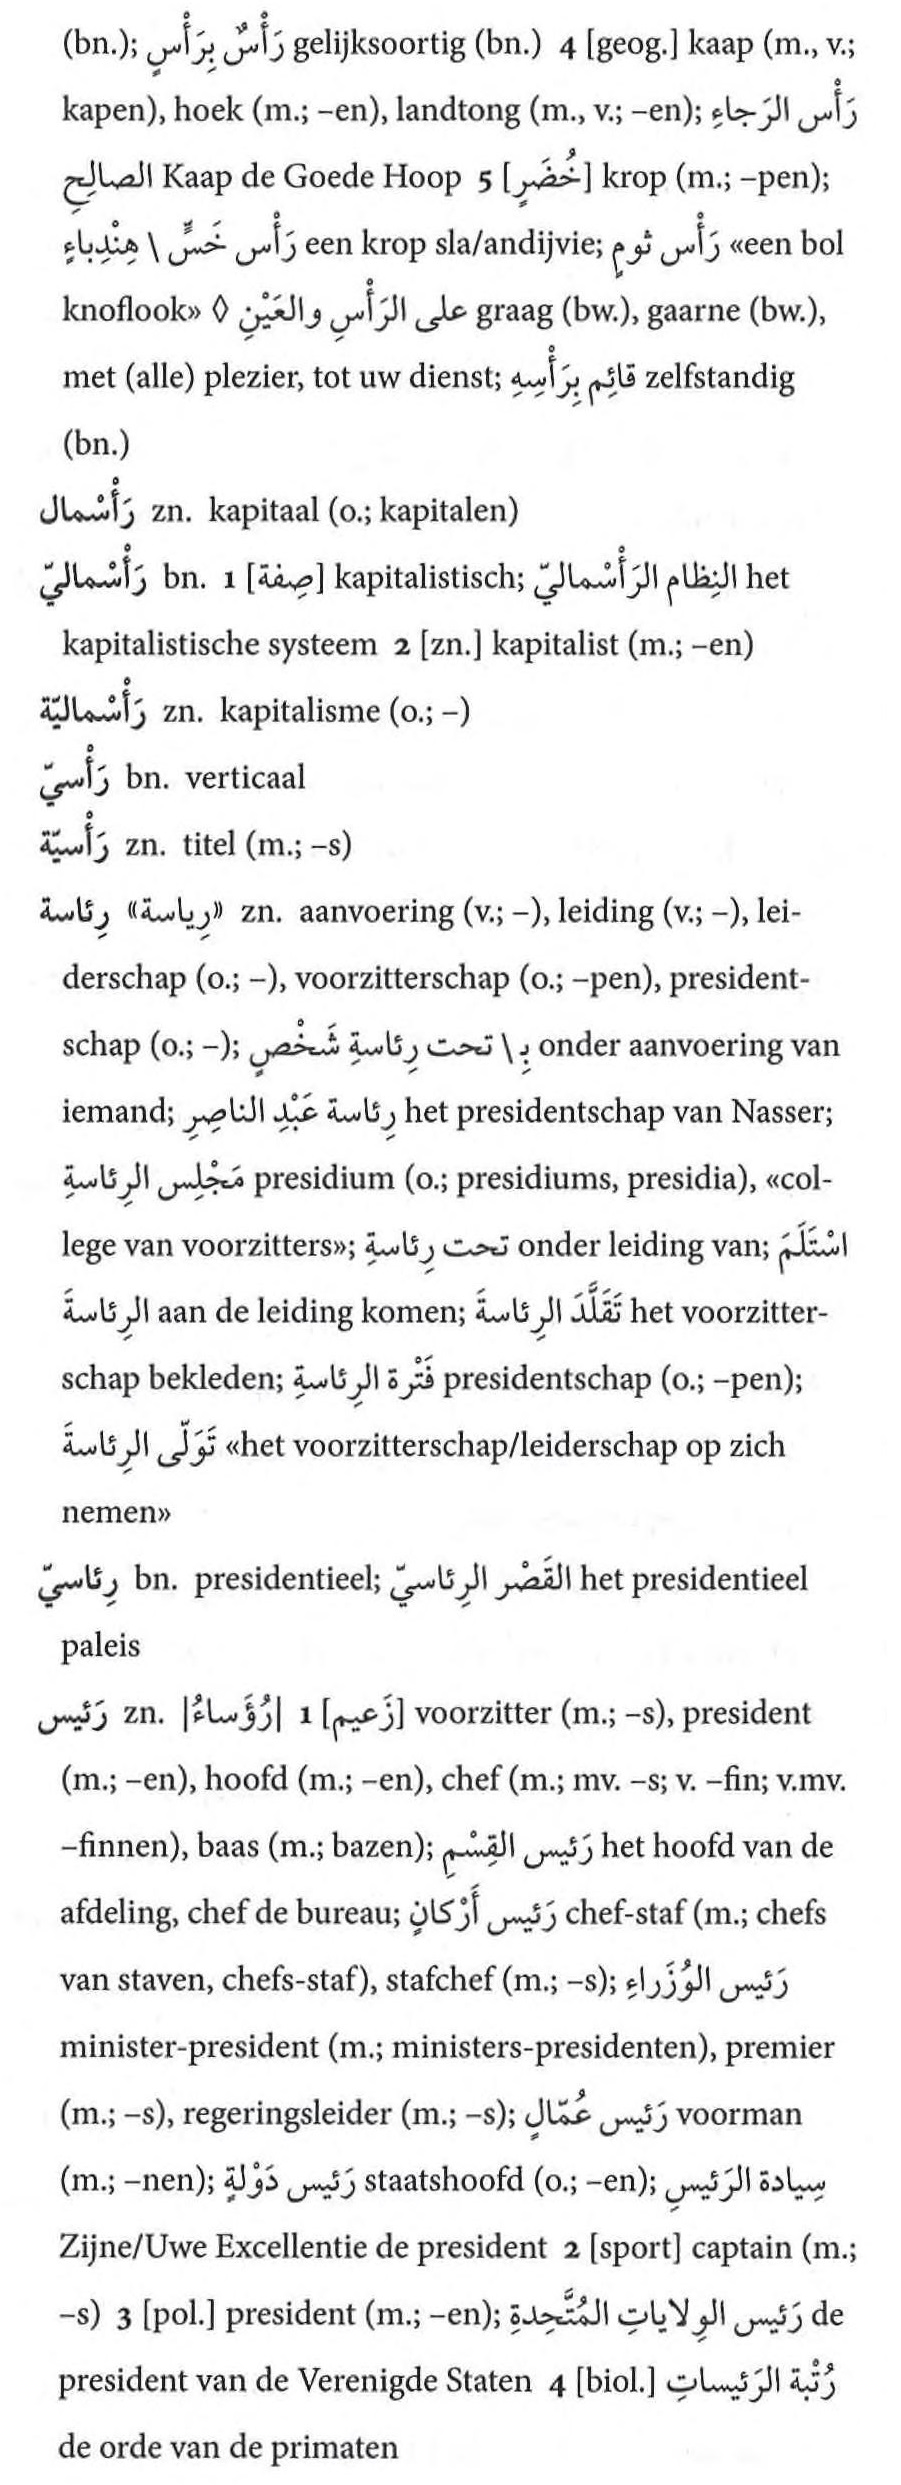 (bn.); رَأْسٌ بِرَأْسٍ gelijksoortig (bn.) 4 [geog.] kaap (m., v.;
kapen), hoek (m.; –en), landtong (m., v.; –en); رَأْس الرَجاءِ
الصالِحِ Kaap de Goede Hoop 5 [خُضَرٍ] krop (m.; –pen);
رَأْس خَسٍّ \ هِنْدِباءٍ een krop sla/andijvie; رَأْس ثومٍ «een bol
knoflook» ◊ على الرَأْسِ والعَيْنِ graag (bw.), gaarne (bw.),
met (alle) plezier, tot uw dienst; قائِم بِرَأْسِهِ zelfstandig
(bn.)
رَأْسْمال zn. kapitaal (o.; kapitalen)
رَأْسْماليّ bn. 1 [صِفة] kapitalistisch; النِظام الرَأْسْماليّ het
kapitalistische systeem 2 [zn.] kapitalist (m.; –en)
رَأْسْماليّة zn. kapitalisme (o.; –)
رَأْسيّ bn. verticaal
رَأْسيّة zn. titel (m.; –s)
رِئاسة «رِياسة» zn. aanvoering (v.; –), leiding (v.; –), lei-
derschap (o.; –), voorzitterschap (o.; –pen), president-
schap (o.; –); بِ \ تحت رِئاسةِ شَخْصٍ onder aanvoering van
iemand; رِئاسة عَبْدِ الناصِرِ het presidentschap van Nasser;
مَجْلِس الرِئاسةِ presidium (o.; presidiums, presidia), «col-
lege van voorzitters»; تحت رِئاسةِ onder leiding van; اسْتَلَمَ
الرِئاسةَ aan de leiding komen; تَقَلَّدَ الرِئاسةَ het voorzitter-
schap bekleden; فَتْرة الرِئاسةِ presidentschap (o.; –pen);
تَوَلّى الرِئاسةَ «het voorzitterschap/leiderschap op zich
nemen»
رِئاسيّ bn. presidentieel; القَصْر الرِئاسيّ het presidentieel
paleis
رَئيس zn. |رُؤَساءُ| 1 [زَعيم] voorzitter (m.; –s), president
(m.; –en), hoofd (m.; –en), chef (m.; mv. –s; v. –fin; v.mv.
–finnen), baas (m.; bazen); رَئيس القِسْمِ het hoofd van de
afdeling, chef de bureau; رَئيس أَرْكانٍ chef-staf (m.; chefs
van staven, chefs-staf), stafchef (m.; –s); رَئيس الوُزَراءِ
minister-president (m.; ministers-presidenten), premier
(m.; –s), regeringsleider (m.; –s); رَئيس عُمّالٍ voorman
(m.; –nen); رَئيس دَوْلةٍ staatshoofd (o.; –en); سِيادة الرَئيسِ
Zijne/Uwe Excellentie de president 2 [sport] captain (m.;
–s) 3 [pol.] president (m.; –en); رَئيس الوِلاياتِ المُتَّحِدةِ de
president van de Verenigde Staten 4 [biol.] رُتْبة الرَئيساتِ
de orde van de primaten